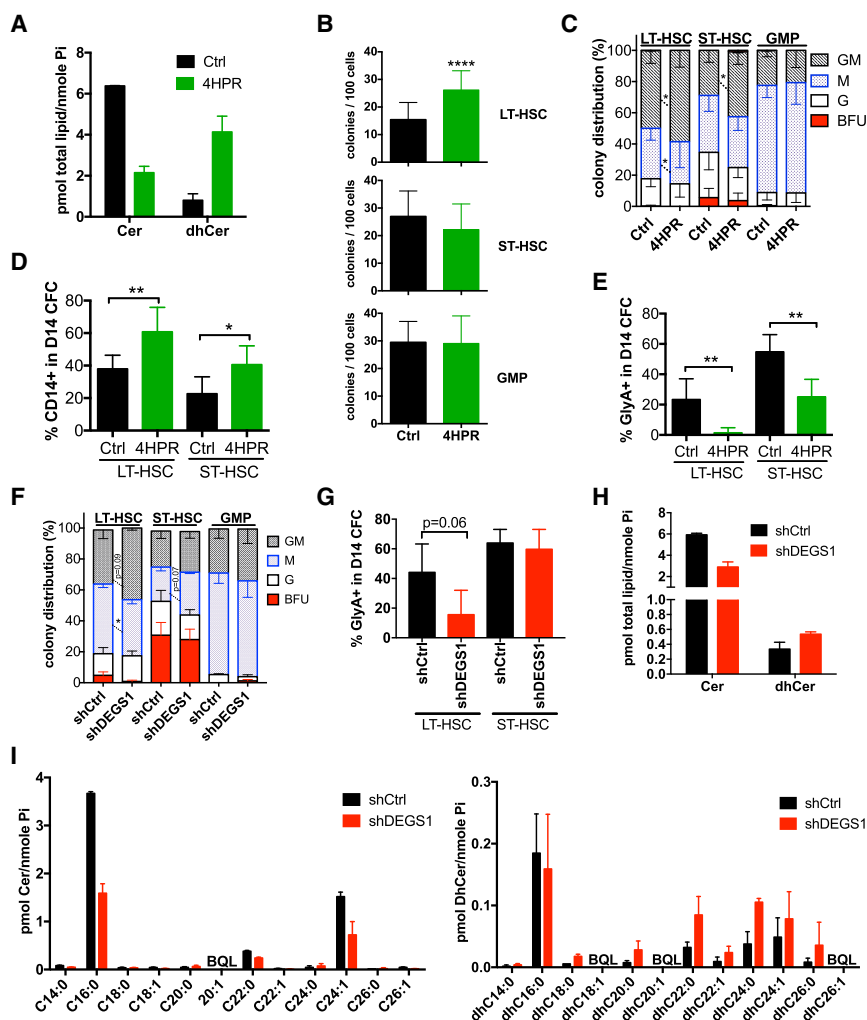 A
pmol total lipid/nmole Pi
8
6
4
2
0
Ctrl
4HPR
Cer
dhCer
B
colonies / 100 cells
40
30
20
10
0
****
LT-HSC
colonies / 100 cells
40
30
20
10
0
ST-HSC
colonies / 100 cells
40
30
20
10
0
GMP
Ctrl
4HPR
C
LT-HSC ST-HSC GMP
colony distribution (%)
100
80
60
40
20
0
*
*
*
GM
M
G
BFU
Ctrl
4HPR
Ctrl
4HPR
Ctrl
4HPR
D
% CD14+ in D14 CFC
80
60
40
20
0
**
*
Ctrl 4HPR Ctrl 4HPR
LT-HSC ST-HSC
E
% GlyA+ in D14 CFC
80
60
40
20
0
**
**
Ctrl
4HPR
Ctrl
4HPR
LT-HSC ST-HSC
F
LT-HSC ST-HSC GMP
colony distribution (%)
100
80
60
40
20
0
p=0.09
*
p=0.07
GM
M
G
BFU
shCtrl
shDEGS1
shCtrl
shDEGS1
shCtrl
shDEGS1
G
% GlyA+ in D14 CFC
80
60
40
20
0
p=0.06
shCtrl
shDEGS1
shCtrl
shDEGS1
LT-HSC ST-HSC
H
pmol total lipid/nmole Pi
8
6
4
2
1.0
0.8
0.6
0.4
0.2
0.0
shCtrl
shDEGS1
Cer
dhCer
I
pmol Cer/nmole Pi
4
3
2
1
0
shCtrl
shDEGS1
BQL
C14:0
C16:0
C18:0
C18:1
C20:0
20:1
C22:0
C22:1
C24:0
C24:1
C26:0
C26:1
pmol DhCer/nmole Pi
0.3
0.2
0.1
0.0
shCtrl
shDEGS1
BQL
BQL
BQL
dhC14:0
dhC16:0
dhC18:0
dhC18:1
dhC20:0
dhC20:1
dhC22:0
dhC22:1
dhC24:0
dhC24:1
dhC26:0
dhC26:1